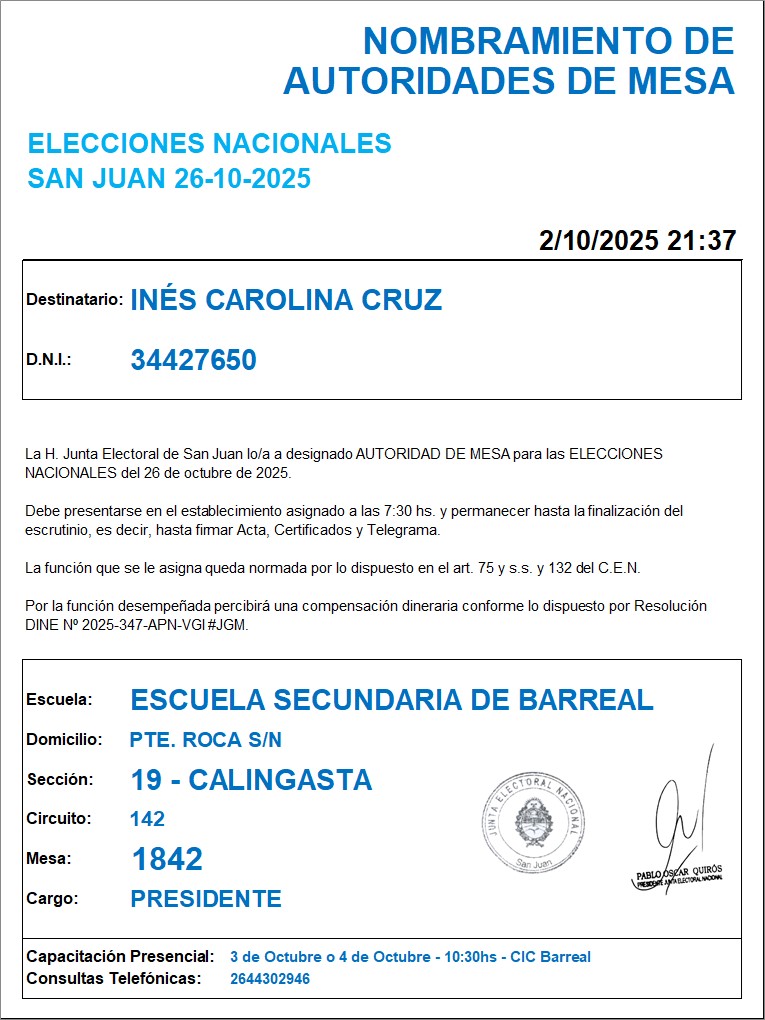 NOMBRAMIENTO DE
AUTORIDADES DE MESA
ELECCIONES NACIONALES
SAN JUAN 26-10-2025
2/10/2025 21:37
Destinatario: INÉS CAROLINA CRUZ
D.N.I.: 34427650
La H. Junta Electoral de San Juan lo/a a designado AUTORIDAD DE MESA para las ELECCIONES
NACIONALES del 26 de octubre de 2025.
Debe presentarse en el establecimiento asignado a las 7:30 hs. y permanecer hasta la finalización del
escrutinio, es decir, hasta firmar Acta, Certificados y Telegrama.
La función que se le asigna queda normada por lo dispuesto en el art. 75 y s.s. y 132 del C.E.N.
Por la función desempeñada percibirá una compensación dineraria conforme lo dispuesto por Resolución
DINE Nº 2025-347-APN-VGI#JGM.
Escuela: ESCUELA SECUNDARIA DE BARREAL
Domicilio: PTE. ROCA S/N
Sección: 19 - CALINGASTA
Circuito: 142
Mesa: 1842
Cargo: PRESIDENTE
JUNTA ELECTORAL NACIONAL
San Juan
PABLO OSCAR QUIRÓS
PRESIDENTE JUNTA ELECTORAL NACIONAL
Capacitación Presencial: 3 de Octubre o 4 de Octubre - 10:30hs - CIC Barreal
Consultas Telefónicas: 2644302946